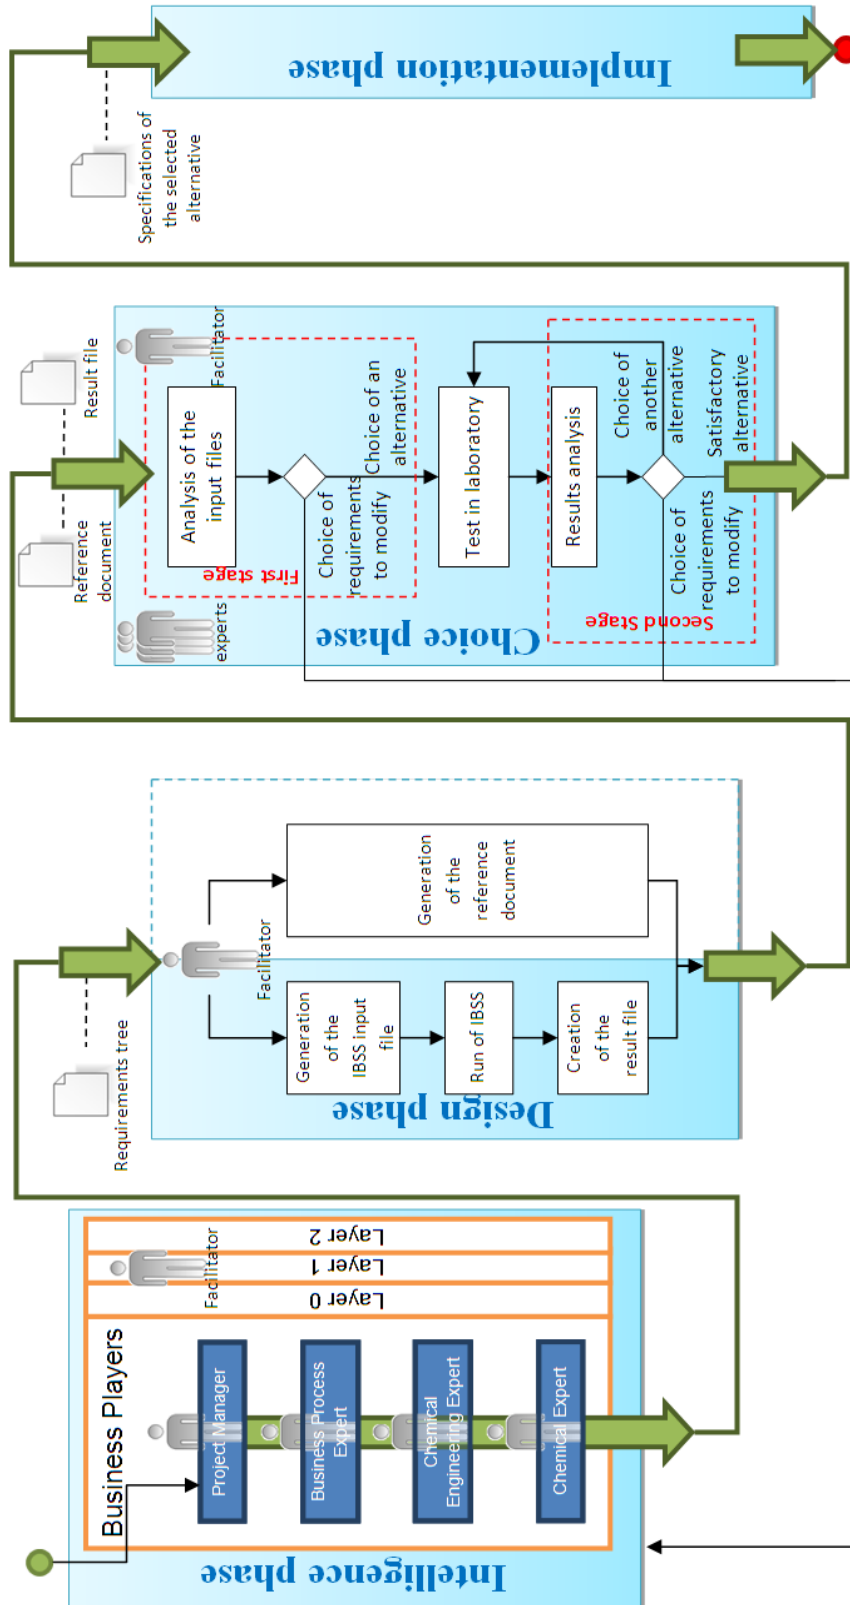 Intelligence phase
Business Players
Project Manager
Business Process
Expert
Chemical
Engineering Expert
Chemical Expert
Layer 0
Layer 1
Layer 2
Facilitator
Requirements tree
Design phase
Facilitator
Generation
of the
IBSS input
file
Run of IBSS
Creation
of the
result file
Generation
of the
reference
document
Reference
document
Result file
Choice phase
experts
Facilitator
First stage
Analysis of the
input files
Choice of
requirements
to modify
Choice of an
alternative
Test in laboratory
Second Stage
Results analysis
Choice of
requirements
to modify
Choice of
another
alternative
Satisfactory
alternative
Specifications of
the selected
alternative
Implementation phase